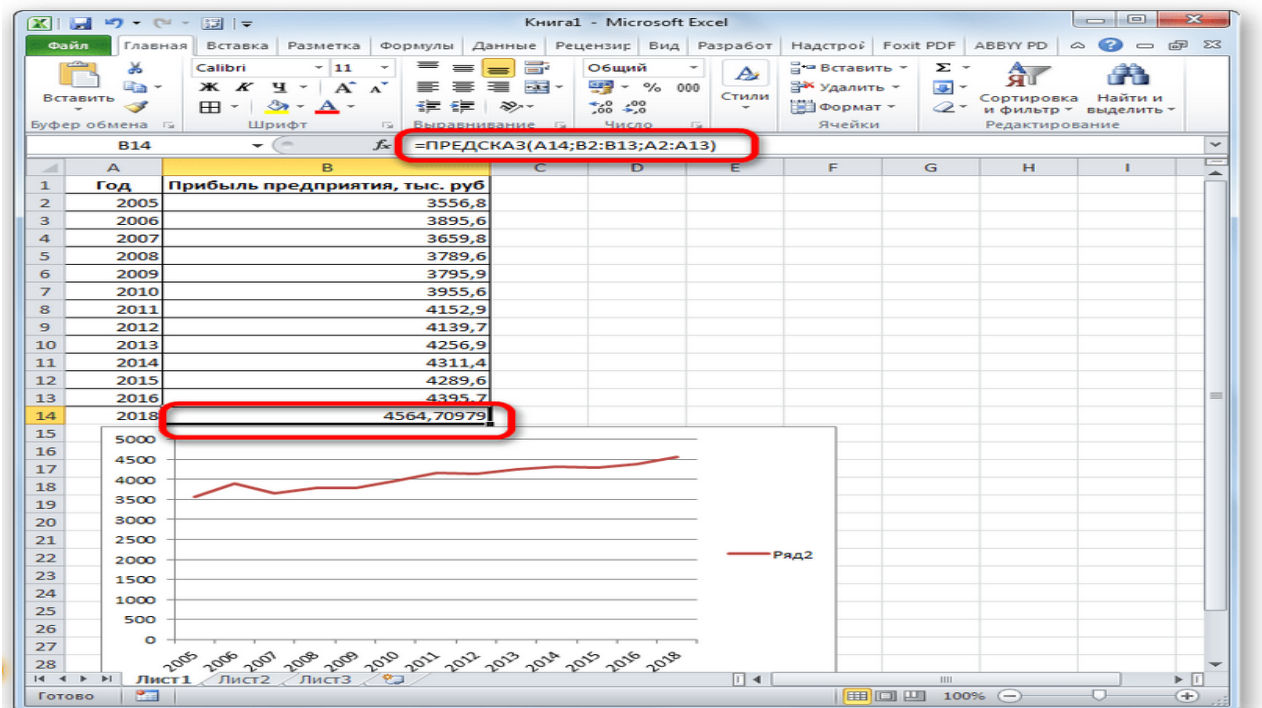 Книга1 - Microsoft Excel
Файл Главная Вставка Разметка Формулы Данные Рецензир Вид Разработ Надстрой Foxit PDF ABBYY PD
Calibri 11 Общий Вставить Σ
Вставить Ж К Ч A A % 000 Стили Удалить Сортировка и фильтр Найти и выделить
A ,00 ,0 Формат
Буфер обмена Шрифт Выравнивание Число Ячейки Редактирование
B14 fx =ПРЕДСКАЗ(A14;B2:B13;A2:A13)
A B C D E F G H I
1 Год Прибыль предприятия, тыс. руб
2 2005 3556,8
3 2006 3895,6
4 2007 3659,8
5 2008 3789,6
6 2009 3795,9
7 2010 3955,6
8 2011 4152,9
9 2012 4139,7
10 2013 4256,9
11 2014 4311,4
12 2015 4289,6
13 2016 4395,7
14 2018 4564,70979
15
16
17
18
19
20
21
22
23
24
25
26
27
28
5000
4500
4000
3500
3000
2500
2000
1500
1000
500
0
2005 2006 2007 2008 2009 2010 2011 2012 2013 2014 2015 2016 2018
Ряд2
Лист1 Лист2 Лист3
Готово 100%